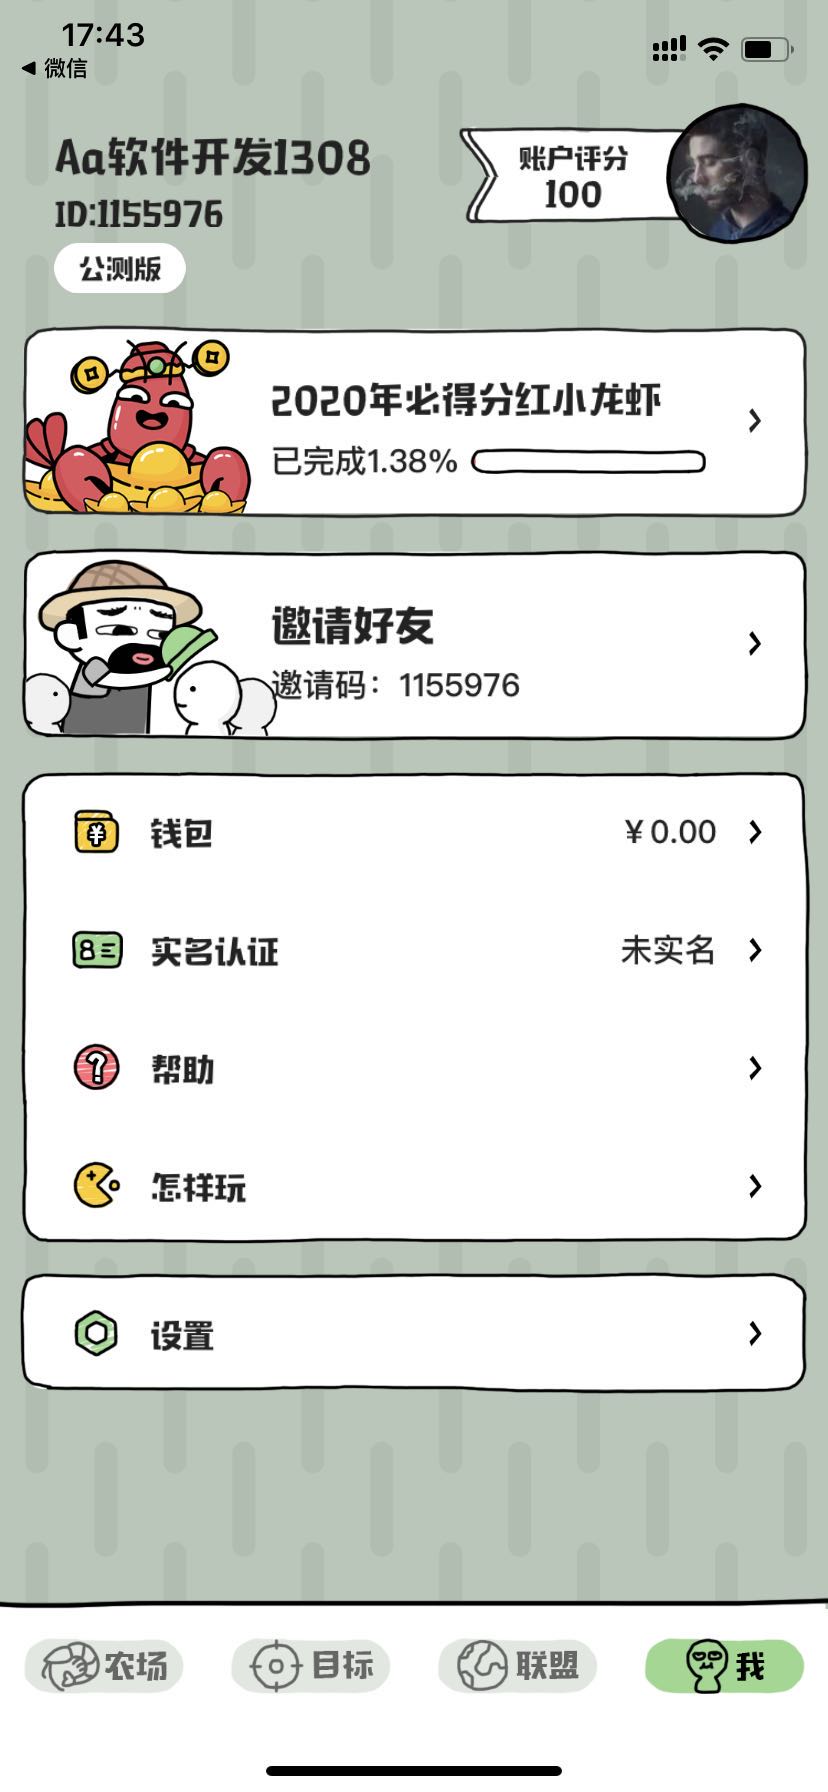 17:43
微信
Aa软件开发1308
ID:1155976
公测版
账户评分
100
2020年必得分红小龙虾
已完成1.38%
邀请好友
邀请码：1155976
钱包
￥0.00
实名认证
未实名
帮助
怎样玩
设置
农场
目标
联盟
我